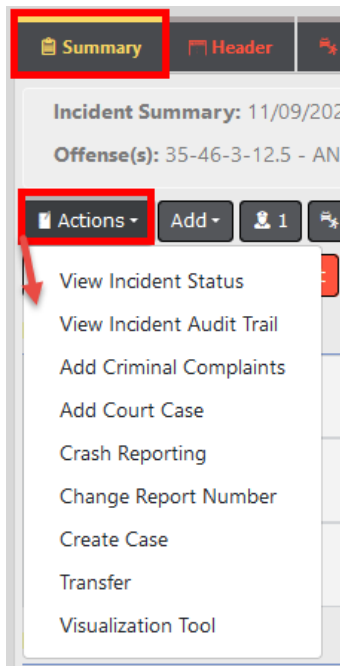 Summary
Header
Incident Summary: 11/09/202
Offense(s): 35-46-3-12.5 - AN
Actions
Add
1
View Incident Status
View Incident Audit Trail
Add Criminal Complaints
Add Court Case
Crash Reporting
Change Report Number
Create Case
Transfer
Visualization Tool